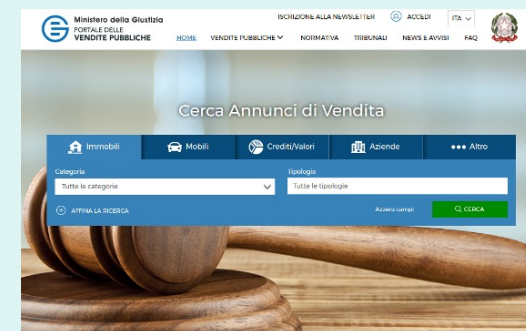 Ministero della Giustizia
PORTALE DELLE
VENDITE PUBBLICHE
ISCRIZIONE ALLA NEWSLETTER
ACCEDI
ITA
HOME
VENDITE PUBBLICHE
NORMATIVA
TRIBUNALI
NEWS E AVVISI
FAQ
Cerca Annunci di Vendita
Immobili
Mobili
Crediti/Valori
Aziende
Altro
Categoria
Tipologia
Tutte le categorie
Tutte le tipologie
AFFINA LA RICERCA
Azzera campi
CERCA